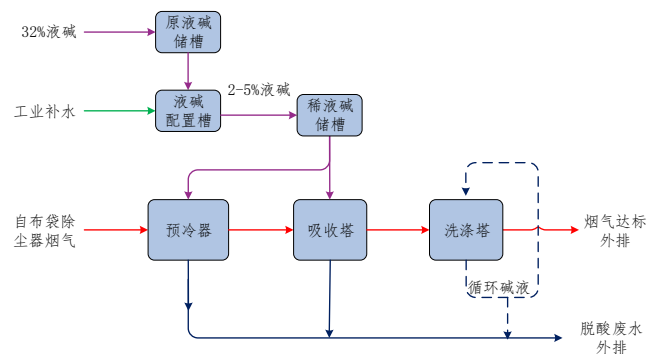 32%液碱
原液碱
储槽
工业补水
液碱
配置槽
2-5%液碱
稀液碱
储槽
自布袋除
尘器烟气
预冷器
吸收塔
洗涤塔
烟气达标
外排
循环碱液
脱酸废水
外排